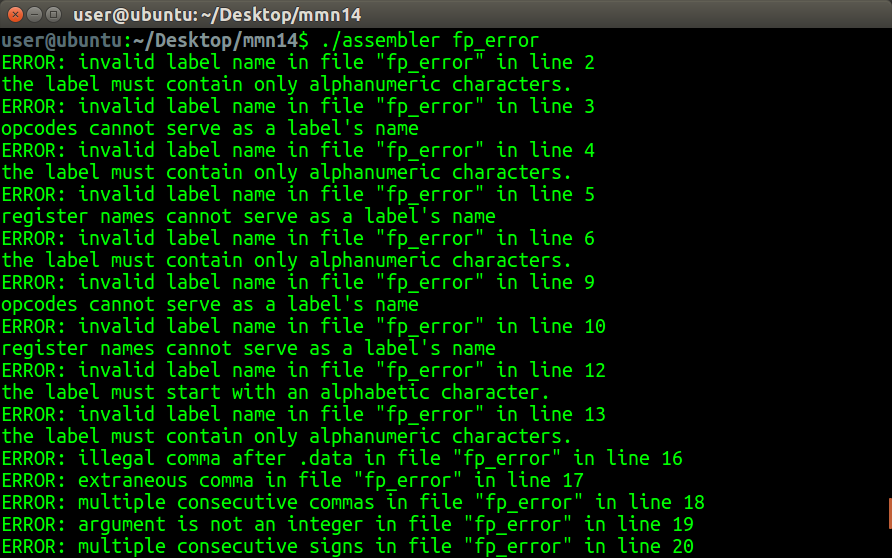 user@ubuntu: ~/Desktop/mmn14
user@ubuntu:~/Desktop/mmn14$ ./assembler fp_error
ERROR: invalid label name in file "fp_error" in line 2
the label must contain only alphanumeric characters.
ERROR: invalid label name in file "fp_error" in line 3
opcodes cannot serve as a label's name
ERROR: invalid label name in file "fp_error" in line 4
the label must contain only alphanumeric characters.
ERROR: invalid label name in file "fp_error" in line 5
register names cannot serve as a label's name
ERROR: invalid label name in file "fp_error" in line 6
the label must contain only alphanumeric characters.
ERROR: invalid label name in file "fp_error" in line 9
opcodes cannot serve as a label's name
ERROR: invalid label name in file "fp_error" in line 10
register names cannot serve as a label's name
ERROR: invalid label name in file "fp_error" in line 12
the label must start with an alphabetic character.
ERROR: invalid label name in file "fp_error" in line 13
the label must contain only alphanumeric characters.
ERROR: illegal comma after .data in file "fp_error" in line 16
ERROR: extraneous comma in file "fp_error" in line 17
ERROR: multiple consecutive commas in file "fp_error" in line 18
ERROR: argument is not an integer in file "fp_error" in line 19
ERROR: multiple consecutive signs in file "fp_error" in line 20